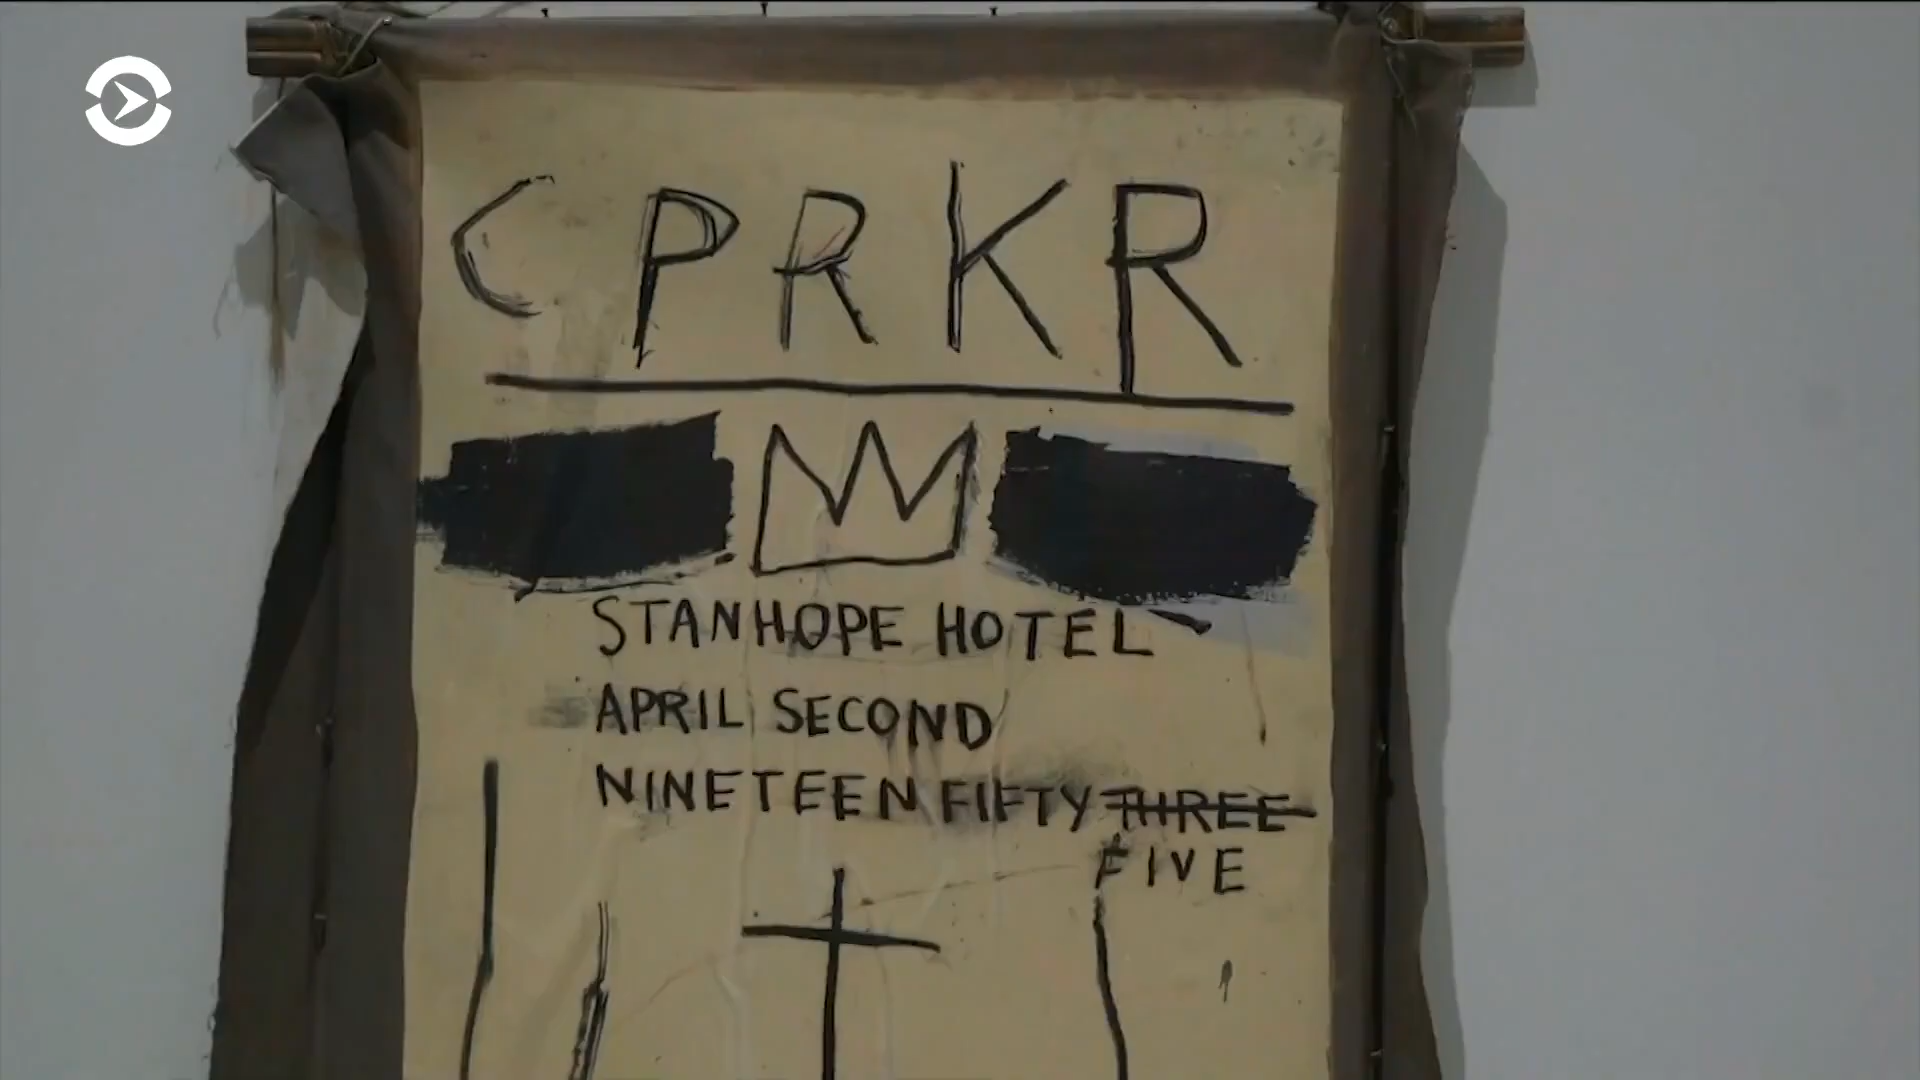 CPRKR
STANHOPE HOTEL
APRIL SECOND
NINETEEN FIFTY THREE
FIVE